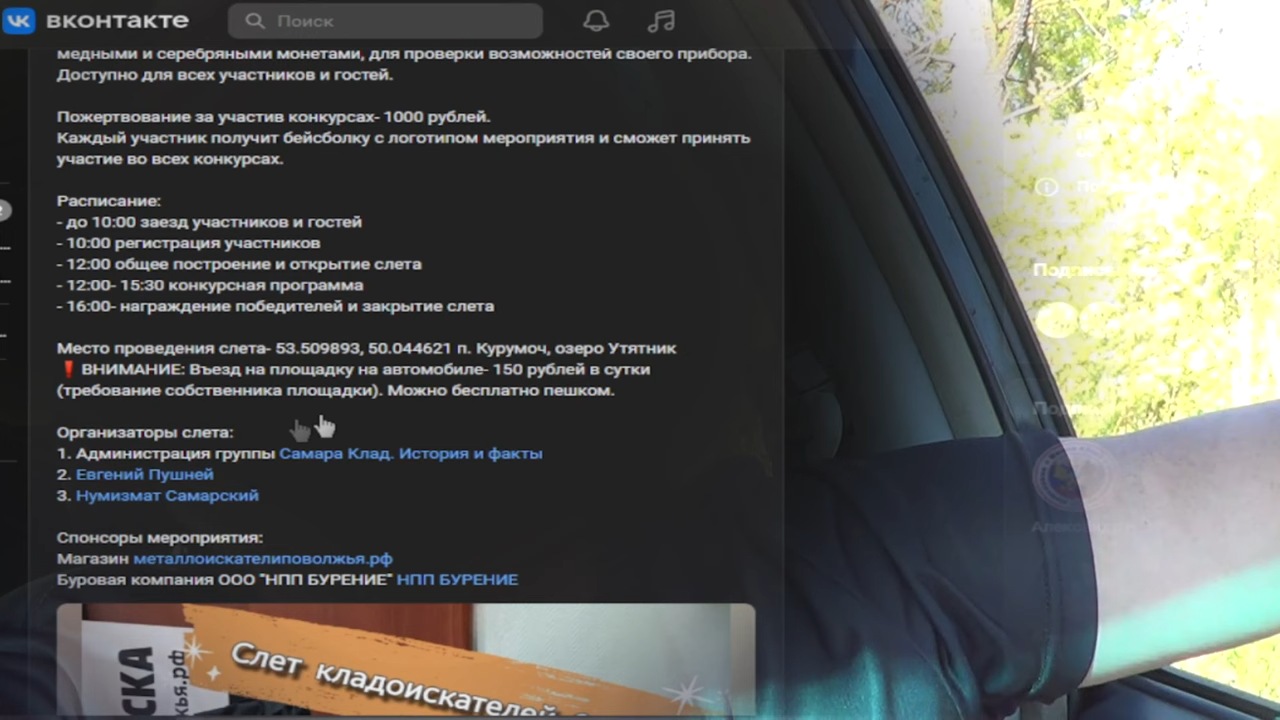 вконтакте
Поиск
медными и серебряными монетами, для проверки возможностей своего прибора.
Доступно для всех участников и гостей.
Пожертвование за участив конкурсах- 1000 рублей.
Каждый участник получит бейсболку с логотипом мероприятия и сможет принять
участие во всех конкурсах.
Расписание:
- до 10:00 заезд участников и гостей
- 10:00 регистрация участников
- 12:00 общее построение и открытие слета
- 12:00- 15:30 конкурсная программа
- 16:00- награждение победителей и закрытие слета
Место проведения слета- 53.509893, 50.044621 п. Курумоч, озеро Утятник
❗ ВНИМАНИЕ: Въезд на площадку на автомобиле- 150 рублей в сутки
(требование собственника площадки). Можно бесплатно пешком.
Организаторы слета:
1. Администрация группы Самара Клад. История и факты
2. Евгений Пушней
3. Нумизмат Самарский
Спонсоры мероприятия:
Магазин металлоискателиповолжья.рф
Буровая компания ООО "НПП БУРЕНИЕ" НПП БУРЕНИЕ
Слет кладоискателей